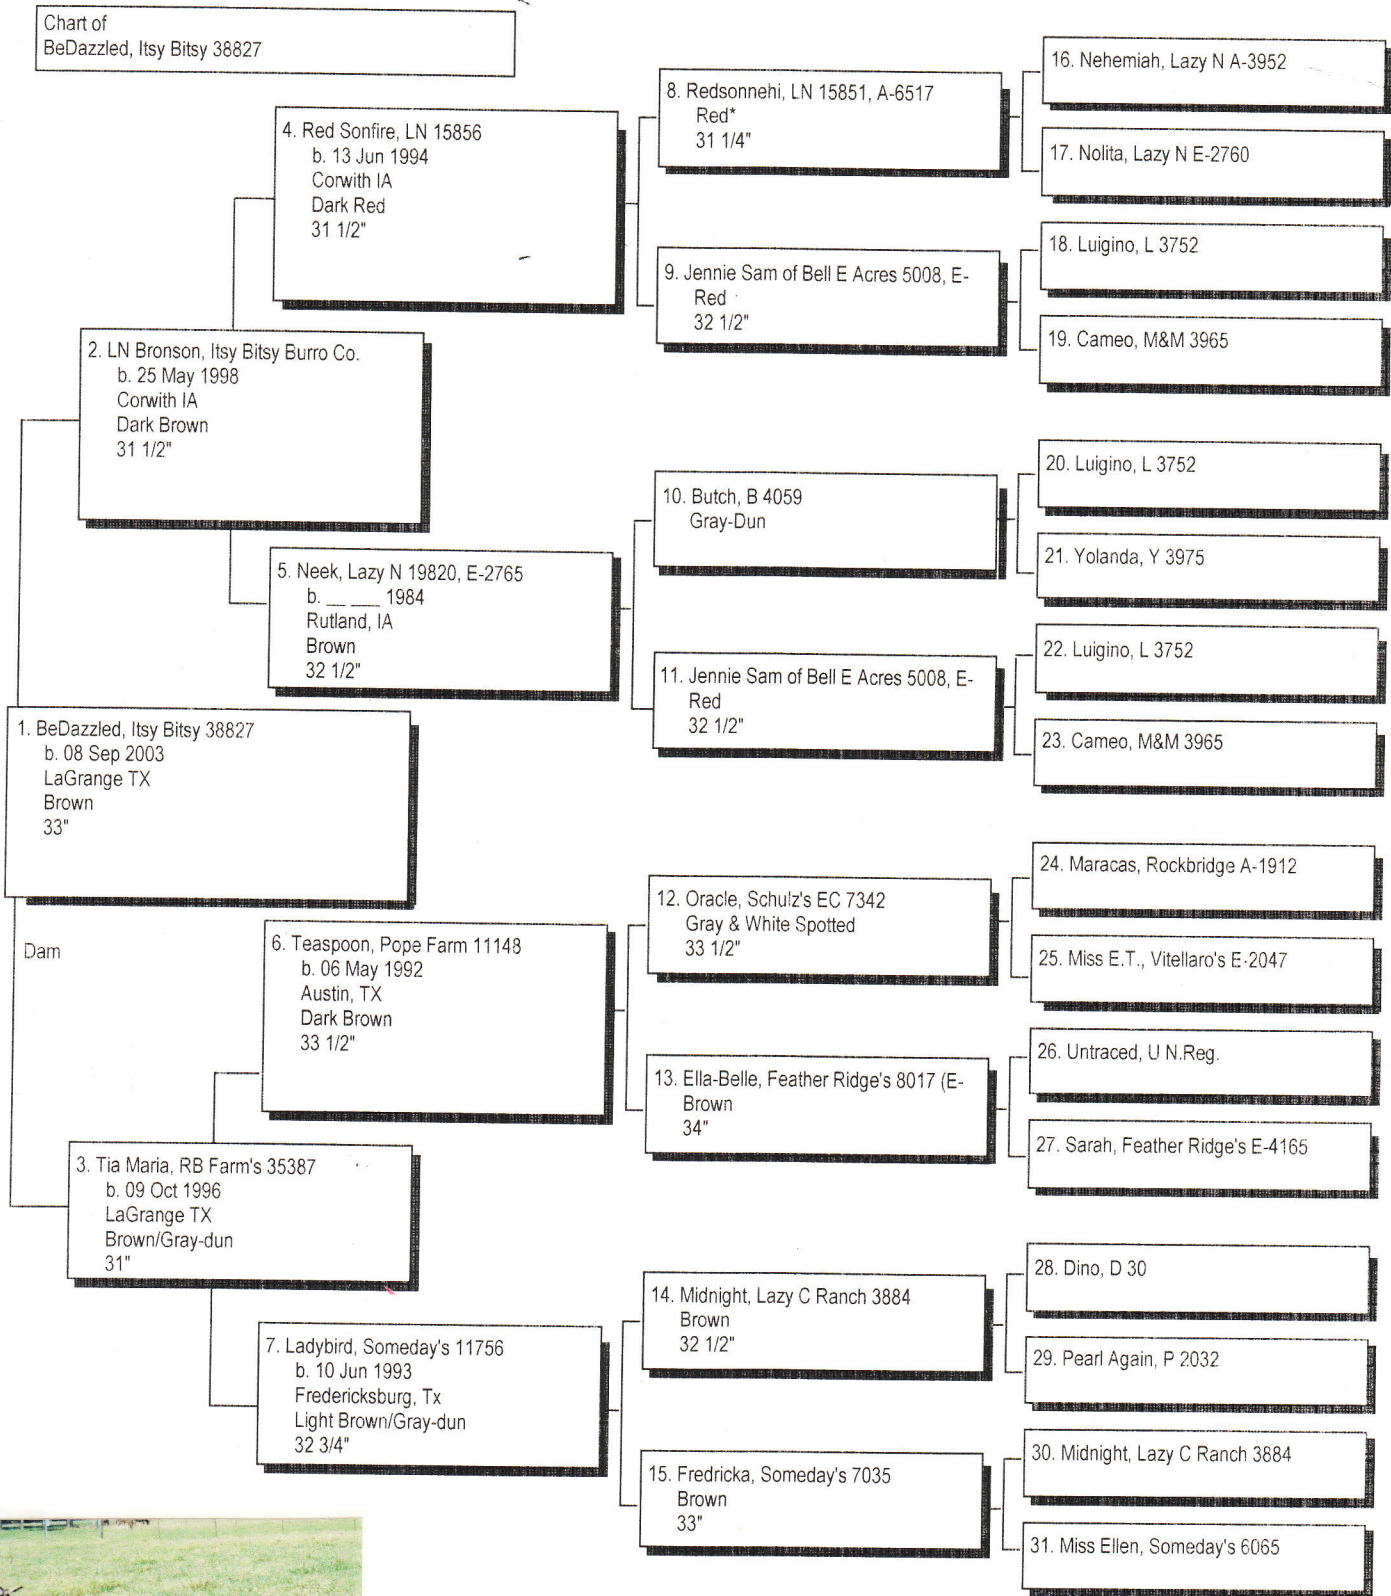 Chart of
BeDazzled, Itsy Bitsy 38827
1. BeDazzled, Itsy Bitsy 38827
b. 08 Sep 2003
LaGrange TX
Brown
33"
Dam
2. LN Bronson, Itsy Bitsy Burro Co.
b. 25 May 1998
Corwith IA
Dark Brown
31 1/2"
3. Tia Maria, RB Farm's 35387
b. 09 Oct 1996
LaGrange TX
Brown/Gray-dun
31"
4. Red Sonfire, LN 15856
b. 13 Jun 1994
Corwith IA
Dark Red
31 1/2"
5. Neek, Lazy N 19820, E-2765
b. __ ___ 1984
Rutland, IA
Brown
32 1/2"
6. Teaspoon, Pope Farm 11148
b. 06 May 1992
Austin, TX
Dark Brown
33 1/2"
7. Ladybird, Someday's 11756
b. 10 Jun 1993
Fredericksburg, Tx
Light Brown/Gray-dun
32 3/4"
8. Redsonnehi, LN 15851, A-6517
Red*
31 1/4"
9. Jennie Sam of Bell E Acres 5008, E-
Red
32 1/2"
10. Butch, B 4059
Gray-Dun
11. Jennie Sam of Bell E Acres 5008, E-
Red
32 1/2"
12. Oracle, Schulz's EC 7342
Gray & White Spotted
33 1/2"
13. Ella-Belle, Feather Ridge's 8017 (E-
Brown
34"
14. Midnight, Lazy C Ranch 3884
Brown
32 1/2"
15. Fredricka, Someday's 7035
Brown
33"
16. Nehemiah, Lazy N A-3952
17. Nolita, Lazy N E-2760
18. Luigino, L 3752
19. Cameo, M&M 3965
20. Luigino, L 3752
21. Yolanda, Y 3975
22. Luigino, L 3752
23. Cameo, M&M 3965
24. Maracas, Rockbridge A-1912
25. Miss E.T., Vitellaro's E-2047
26. Untraced, U N.Reg.
27. Sarah, Feather Ridge's E-4165
28. Dino, D 30
29. Pearl Again, P 2032
30. Midnight, Lazy C Ranch 3884
31. Miss Ellen, Someday's 6065